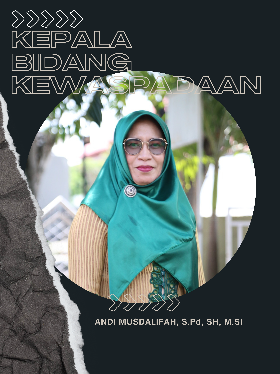 KEPALA
BIDANG
KEWASPADAAN
ANDI MUSDALIFAH, S.Pd, SH, M.SI